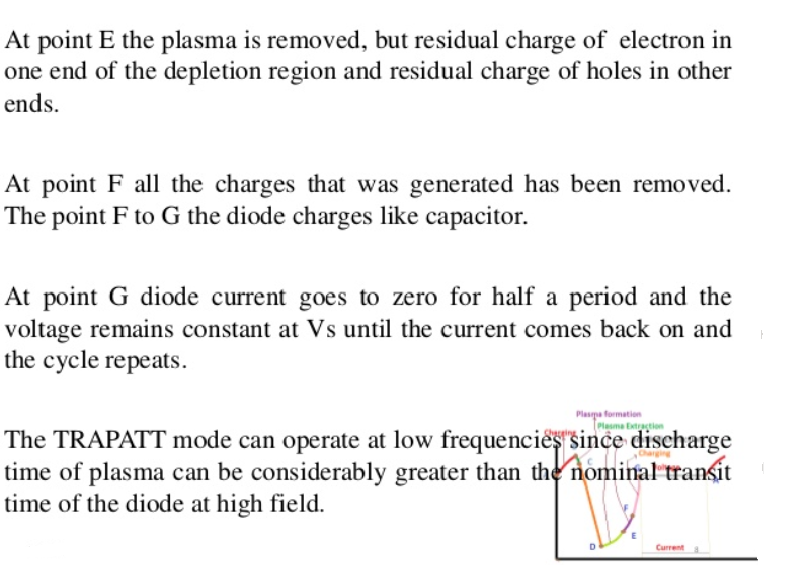 At point E the plasma is removed, but residual charge of electron in
one end of the depletion region and residual charge of holes in other
ends.
At point F all the charges that was generated has been removed.
The point F to G the diode charges like capacitor.
At point G diode current goes to zero for half a period and the
voltage remains constant at Vs until the current comes back on and
the cycle repeats.
Plasma formation
Plasma Extraction
Charging
The TRAPATT mode can operate at low frequencies since discharge
Charging
time of plasma can be considerably greater than the nominal transit
C
time of the diode at high field.
F
E
D
Current